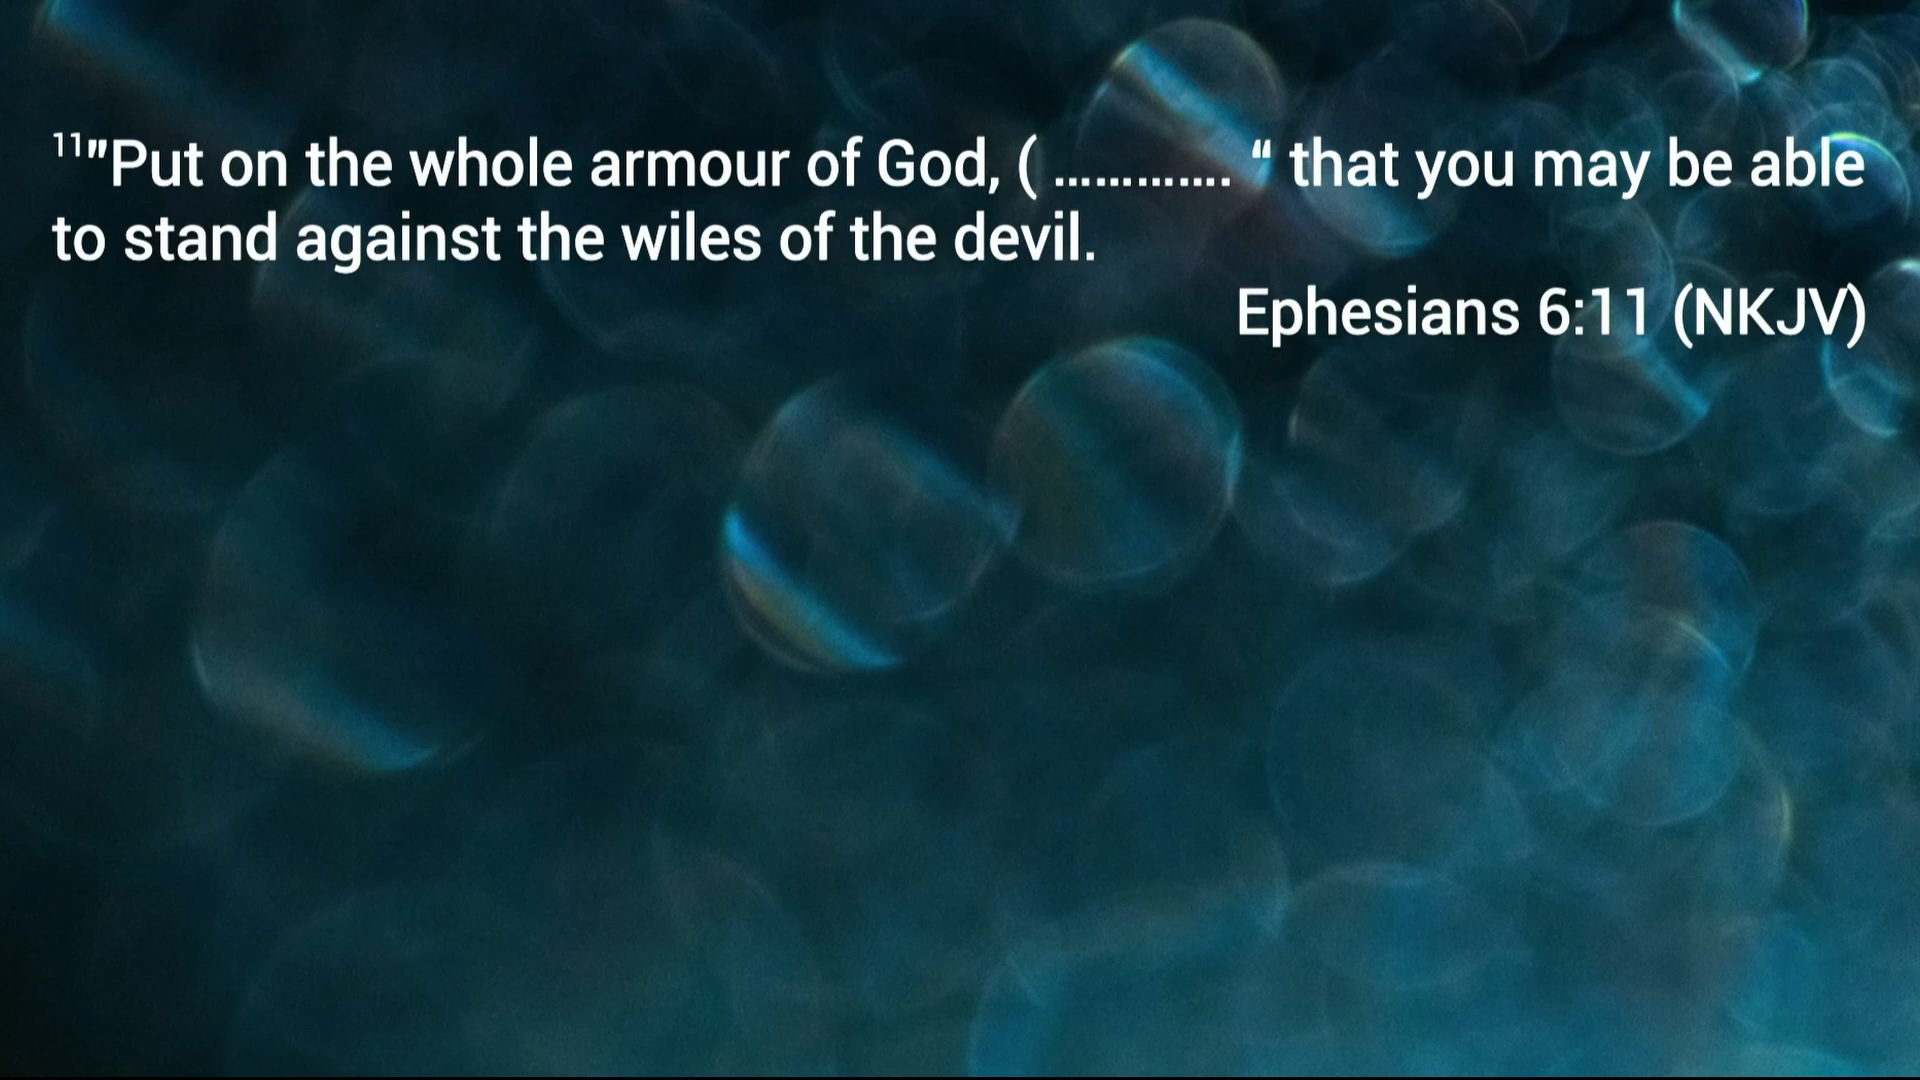 ¹¹"Put on the whole armour of God, ( ………….. “ that you may be able
to stand against the wiles of the devil.
Ephesians 6:11 (NKJV)